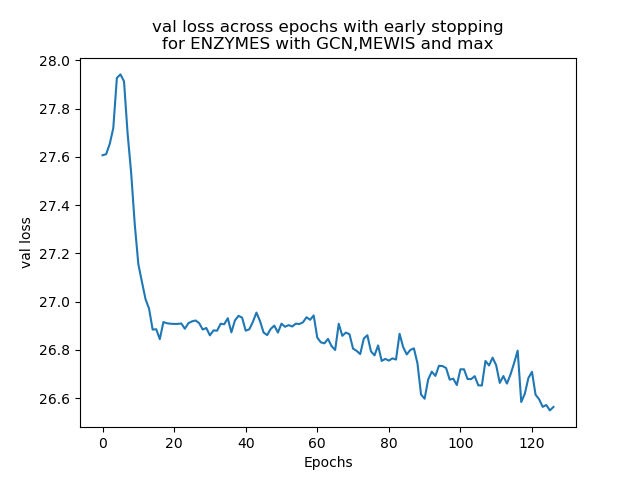 val loss across epochs with early stopping
for ENZYMES with GCN,MEWIS and max
28.0
27.8
27.6
27.4
27.2
27.0
26.8
26.6
val loss
0 20 40 60 80 100 120
Epochs